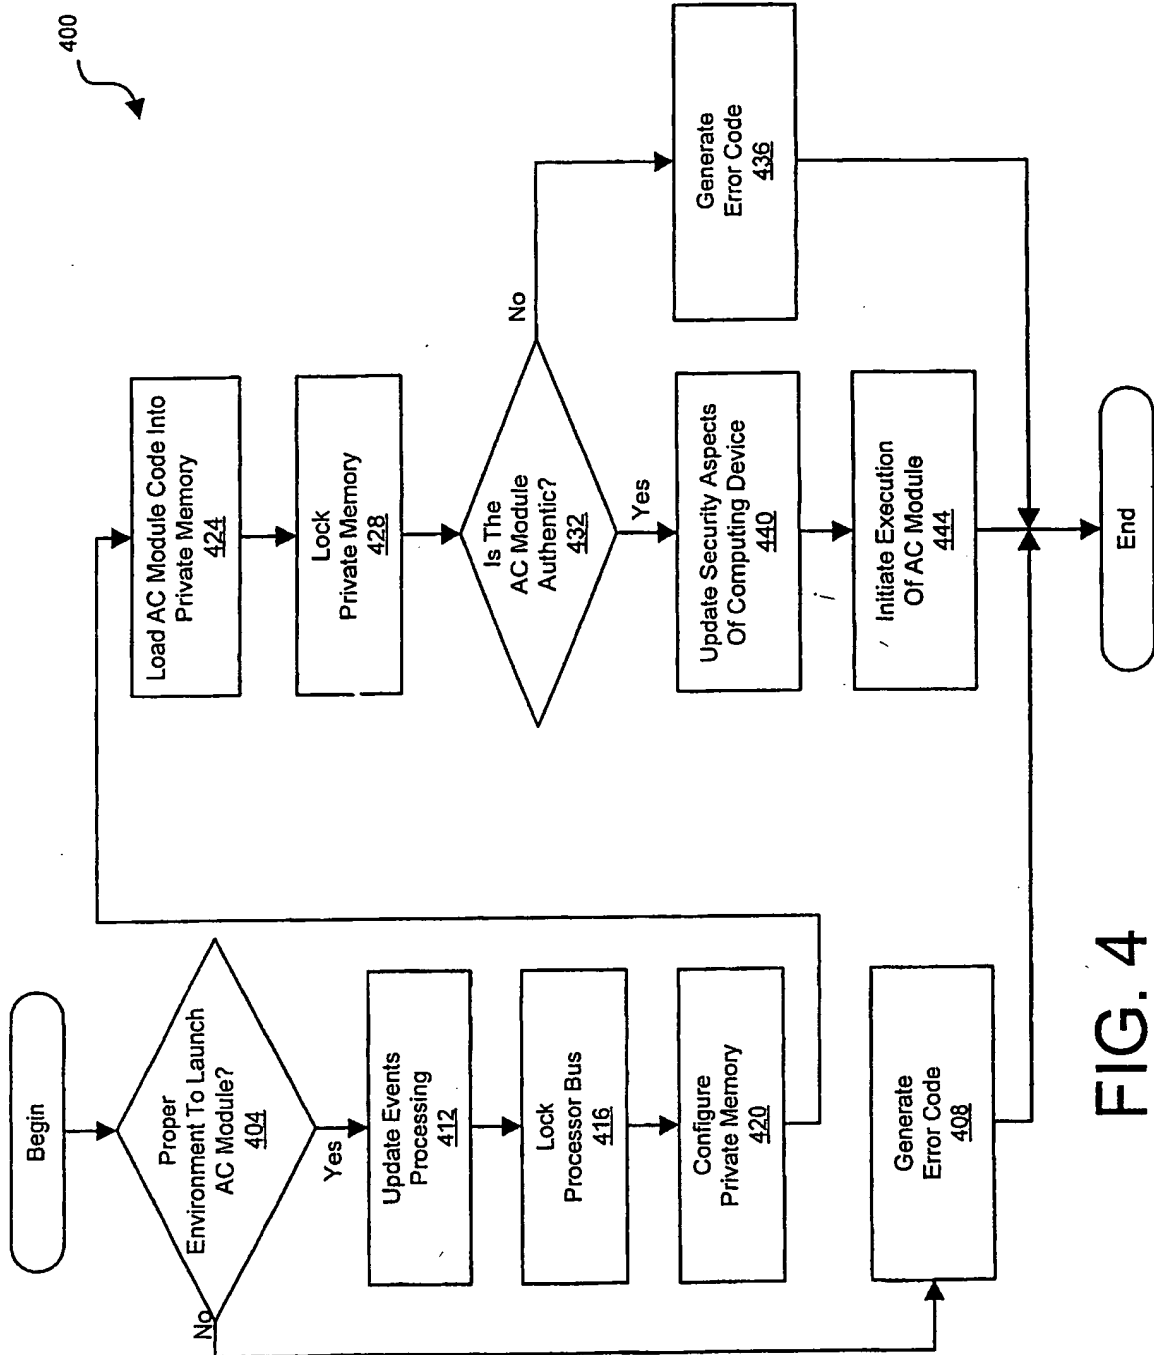 400
Begin
Proper
Environment To Launch
AC Module?
404
No
Yes
Update Events
Processing
412
Lock
Processor Bus
416
Configure
Private Memory
420
Generate
Error Code
408
Load AC Module Code Into
Private Memory
424
Lock
Private Memory
428
Is The
AC Module
Authentic?
432
No
Yes
Generate
Error Code
436
Update Security Aspects
Of Computing Device
440
Initiate Execution
Of AC Module
444
End
FIG. 4